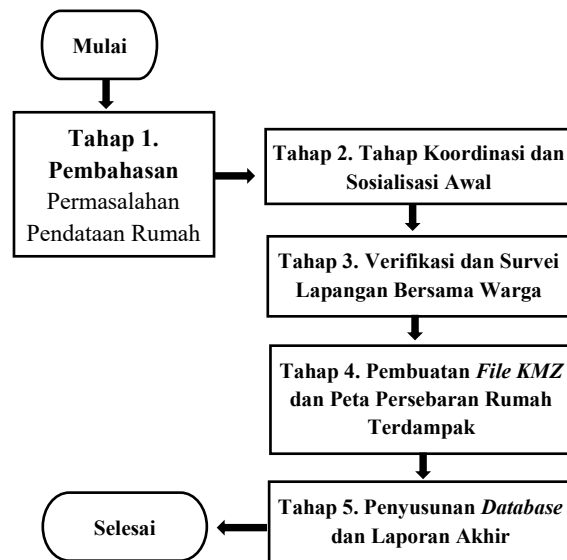 Mulai
Tahap 1.
Pembahasan
Permasalahan
Pendataan Rumah
Tahap 2. Tahap Koordinasi dan
Sosialisasi Awal
Tahap 3. Verifikasi dan Survei
Lapangan Bersama Warga
Tahap 4. Pembuatan File KMZ
dan Peta Persebaran Rumah
Terdampak
Tahap 5. Penyusunan Database
dan Laporan Akhir
Selesai